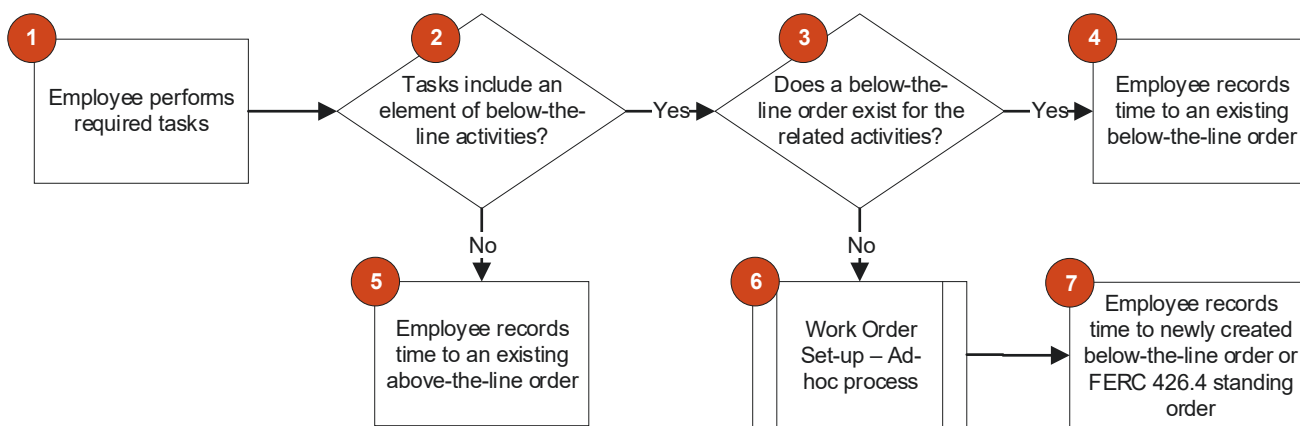 1
Employee performs
required tasks
2
Tasks include an
element of below-the-
line activities?
Yes
3
Does a below-the-
line order exist for the
related activities?
Yes
4
Employee records
time to an existing
below-the-line order
No
5
Employee records
time to an existing
above-the-line order
No
6
Work Order
Set-up – Ad-
hoc process
7
Employee records
time to newly created
below-the-line order or
FERC 426.4 standing
order